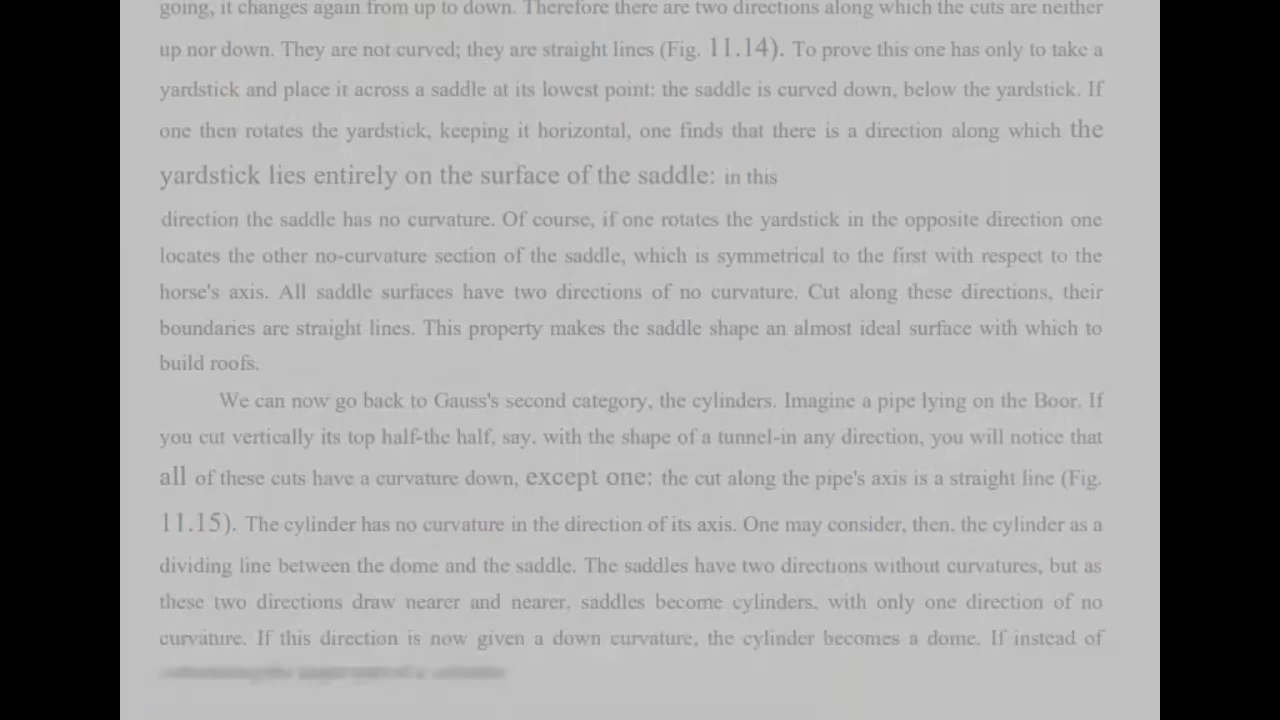 going, it changes again from up to down. Therefore there are two directions along which the cuts are neither
up nor down. They are not curved; they are straight lines (Fig. 11.14). To prove this one has only to take a
yardstick and place it across a saddle at its lowest point: the saddle is curved down, below the yardstick. If
one then rotates the yardstick, keeping it horizontal, one finds that there is a direction along which the
yardstick lies entirely on the surface of the saddle: in this
direction the saddle has no curvature. Of course, if one rotates the yardstick in the opposite direction one
locates the other no-curvature section of the saddle, which is symmetrical to the first with respect to the
horse's axis. All saddle surfaces have two directions of no curvature. Cut along these directions, their
boundaries are straight lines. This property makes the saddle shape an almost ideal surface with which to
build roofs.
We can now go back to Gauss's second category, the cylinders. Imagine a pipe lying on the Boor. If
you cut vertically its top half-the half, say. with the shape of a tunnel-in any direction, you will notice that
all of these cuts have a curvature down, except one: the cut along the pipe's axis is a straight line (Fig.
11.15). The cylinder has no curvature in the direction of its axis. One may consider, then. the cylinder as a
dividing line between the dome and the saddle. The saddles have two directions without curvatures, but as
these two directions draw nearer and nearer, saddles become cylinders, with only one direction of no
curvature. If this direction is now given a down curvature, the cylinder becomes a dome. If instead of